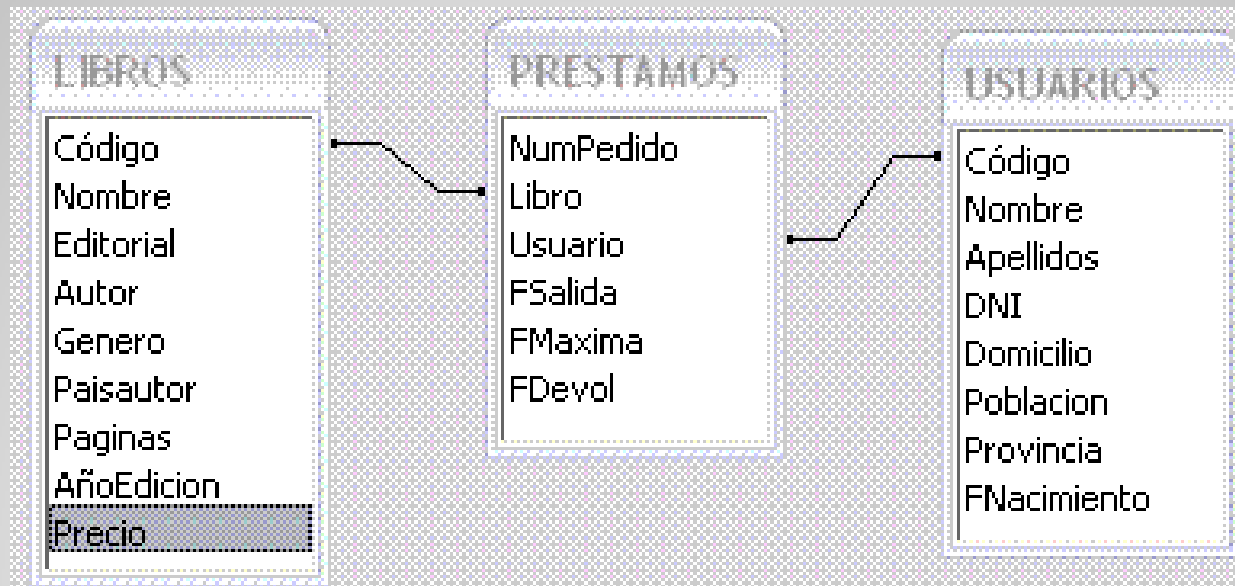 LIBROS
Código
Nombre
Editorial
Autor
Genero
Paisautor
Paginas
AñoEdicion
Precio
PRESTAMOS
NumPedido
Libro
Usuario
FSalida
FMaxima
FDevol
USUARIOS
Código
Nombre
Apellidos
DNI
Domicilio
Poblacion
Provincia
FNacimiento